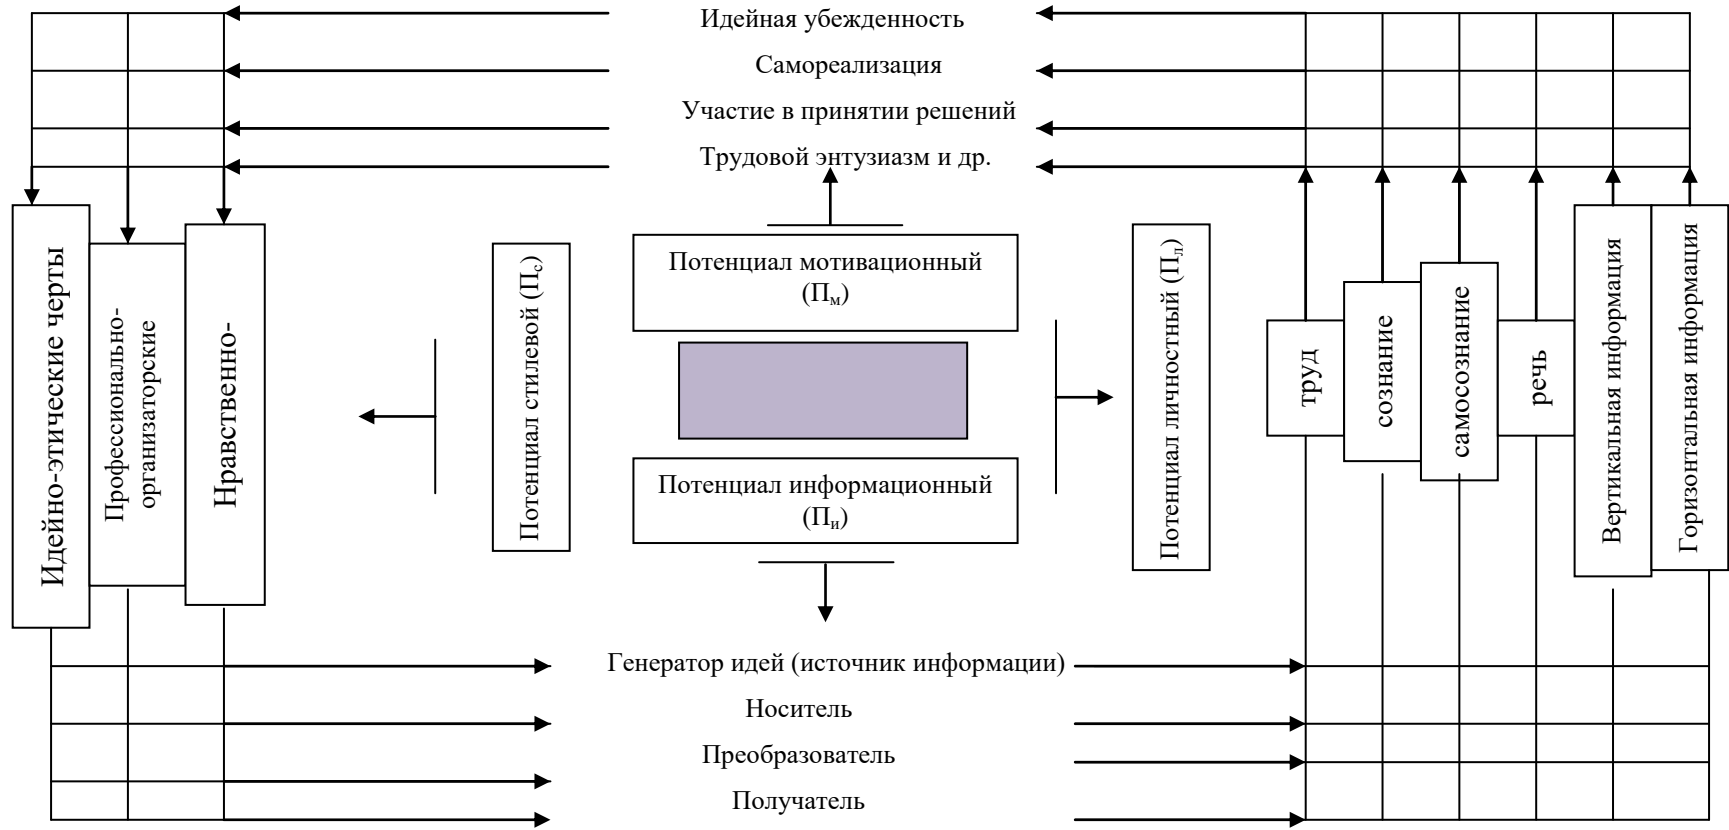 Идейная убежденность
Самореализация
Участие в принятии решений
Трудовой энтузиазм и др.
Идейно-этические черты
Профессионально-
организаторские
Нравственно-
Потенциал стилевой (Пс)
Потенциал мотивационный
(Пм)
Потенциал информационный
(Пи)
Потенциал личностный (Пл)
труд
сознание
самосознание
речь
Вертикальная информация
Горизонтальная информация
Генератор идей (источник информации)
Носитель
Преобразователь
Получатель